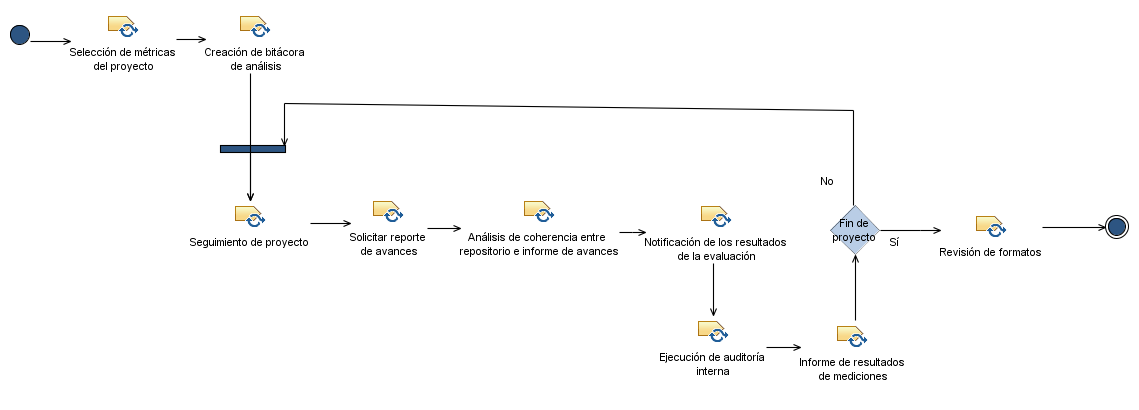 Selección de métricas
del proyecto
Creación de bitácora
de análisis
No
Seguimiento de proyecto
Solicitar reporte
de avances
Análisis de coherencia entre
repositorio e informe de avances
Notificación de los resultados
de la evaluación
Fin de
proyecto
Sí
Revisión de formatos
Ejecución de auditoría
interna
Informe de resultados
de mediciones